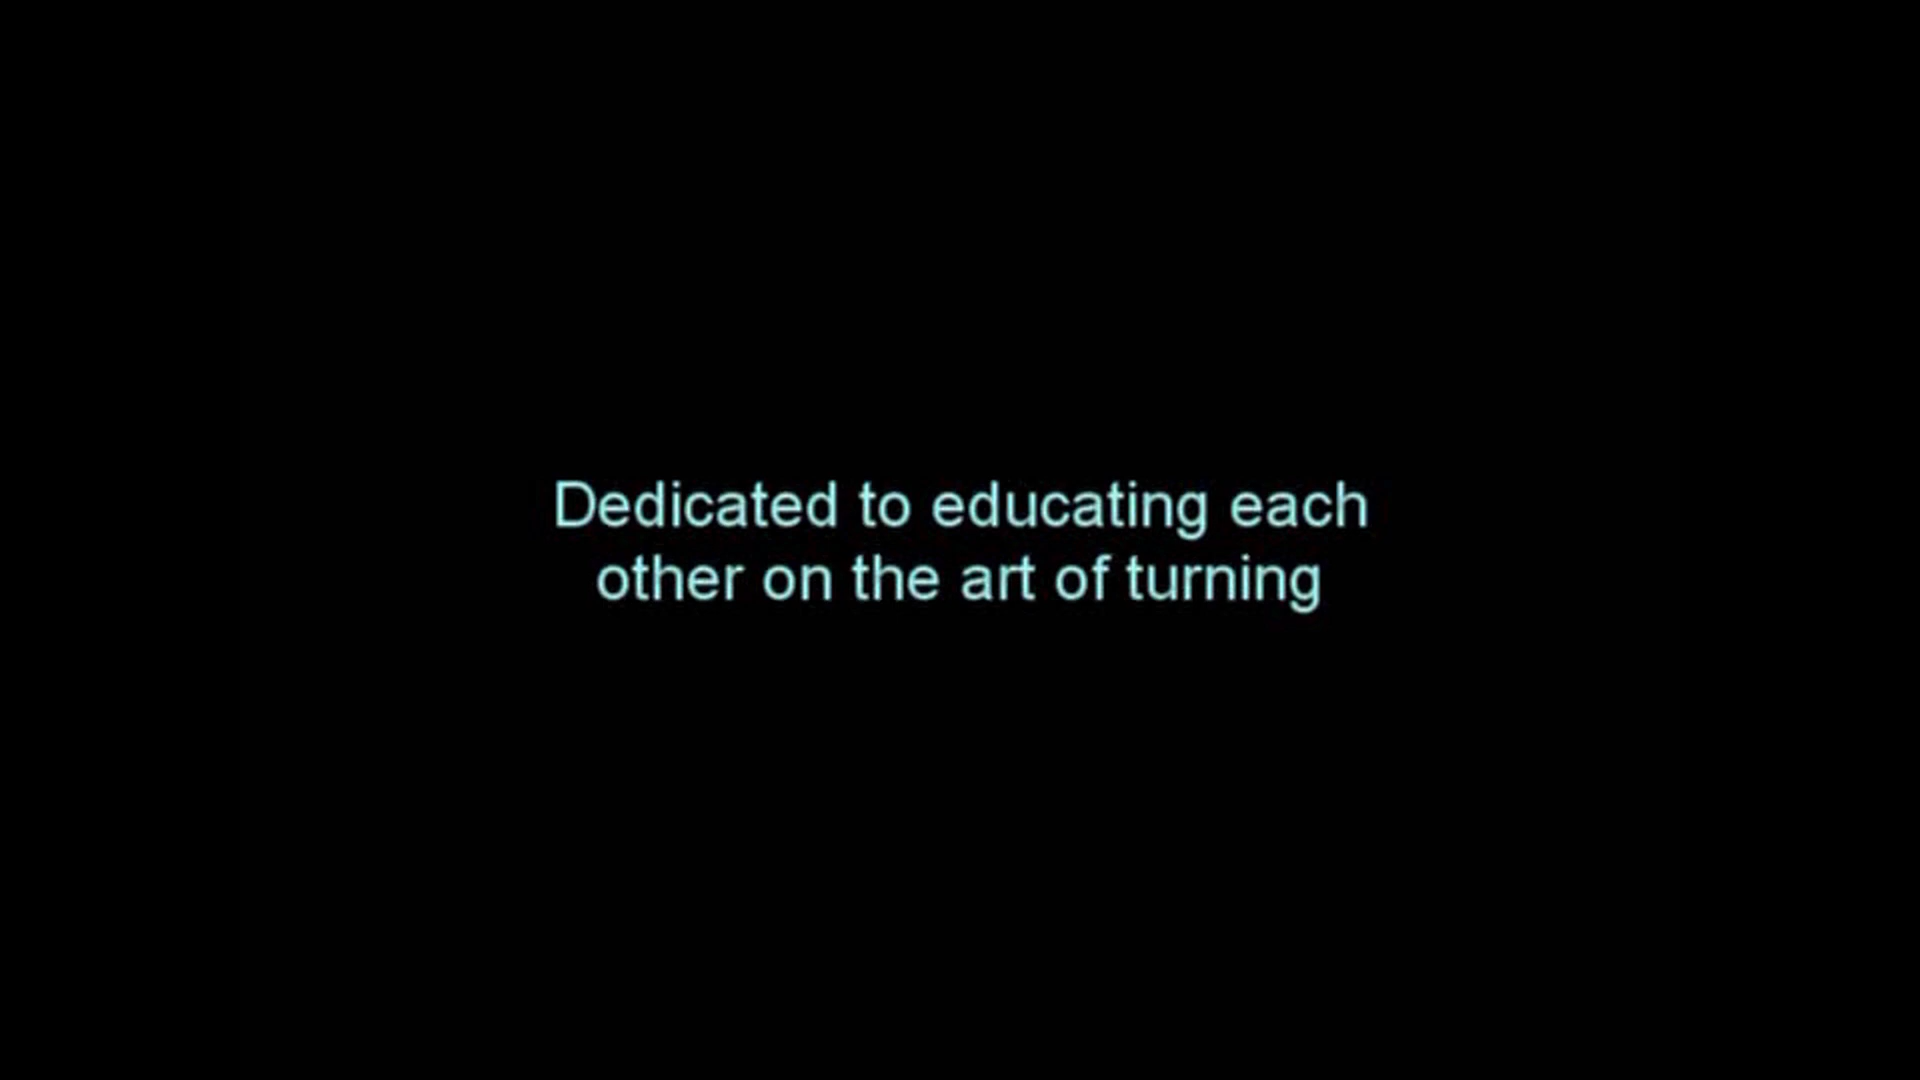 Dedicated to educating each
other on the art of turning